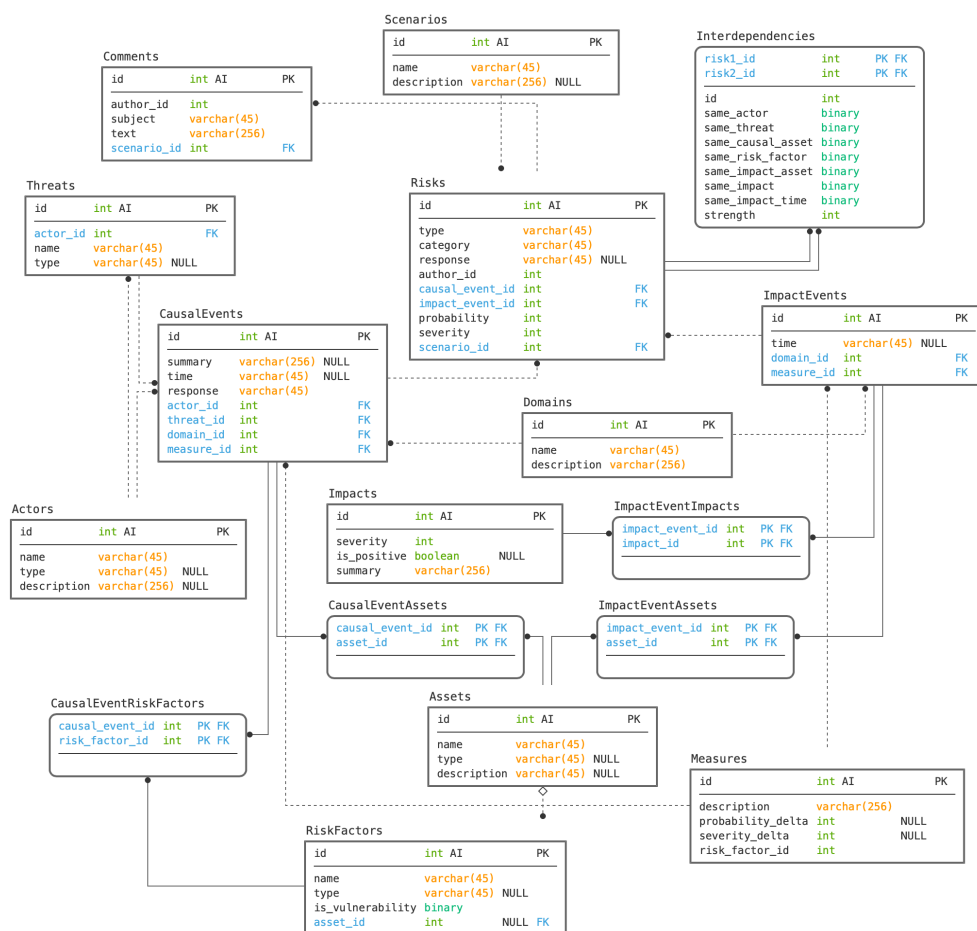 Scenarios
id int AI PK
name varchar(45)
description varchar(256) NULL
Interdependencies
risk1_id int PK FK
risk2_id int PK FK
id int
same_actor binary
same_threat binary
same_causal_asset binary
same_risk_factor binary
same_impact_asset binary
same_impact binary
same_impact_time binary
strength int
Comments
id int AI PK
author_id int
subject varchar(45)
text varchar(256)
scenario_id int FK
Threats
id int AI PK
actor_id int FK
name varchar(45)
type varchar(45) NULL
Risks
id int AI PK
type varchar(45)
category varchar(45)
response varchar(45) NULL
author_id int
causal_event_id int FK
impact_event_id int FK
probability int
severity int
scenario_id int FK
CausalEvents
id int AI PK
summary varchar(256) NULL
time varchar(45) NULL
response varchar(45)
actor_id int FK
threat_id int FK
domain_id int FK
measure_id int FK
ImpactEvents
id int AI PK
time varchar(45) NULL
domain_id int FK
measure_id int FK
Domains
id int AI PK
name varchar(45)
description varchar(256)
Actors
id int AI PK
name varchar(45)
type varchar(45) NULL
description varchar(256) NULL
Impacts
id int AI PK
severity int
is_positive boolean NULL
summary varchar(256)
ImpactEventImpacts
impact_event_id int PK FK
impact_id int PK FK
CausalEventAssets
causal_event_id int PK FK
asset_id int PK FK
ImpactEventAssets
impact_event_id int PK FK
asset_id int PK FK
CausalEventRiskFactors
causal_event_id int PK FK
risk_factor_id int PK FK
Assets
id int AI PK
name varchar(45)
type varchar(45) NULL
description varchar(45) NULL
Measures
id int AI PK
description varchar(256)
probability_delta int NULL
severity_delta int NULL
risk_factor_id int
RiskFactors
id int AI PK
name varchar(45)
type varchar(45) NULL
is_vulnerability binary
asset_id int NULL FK